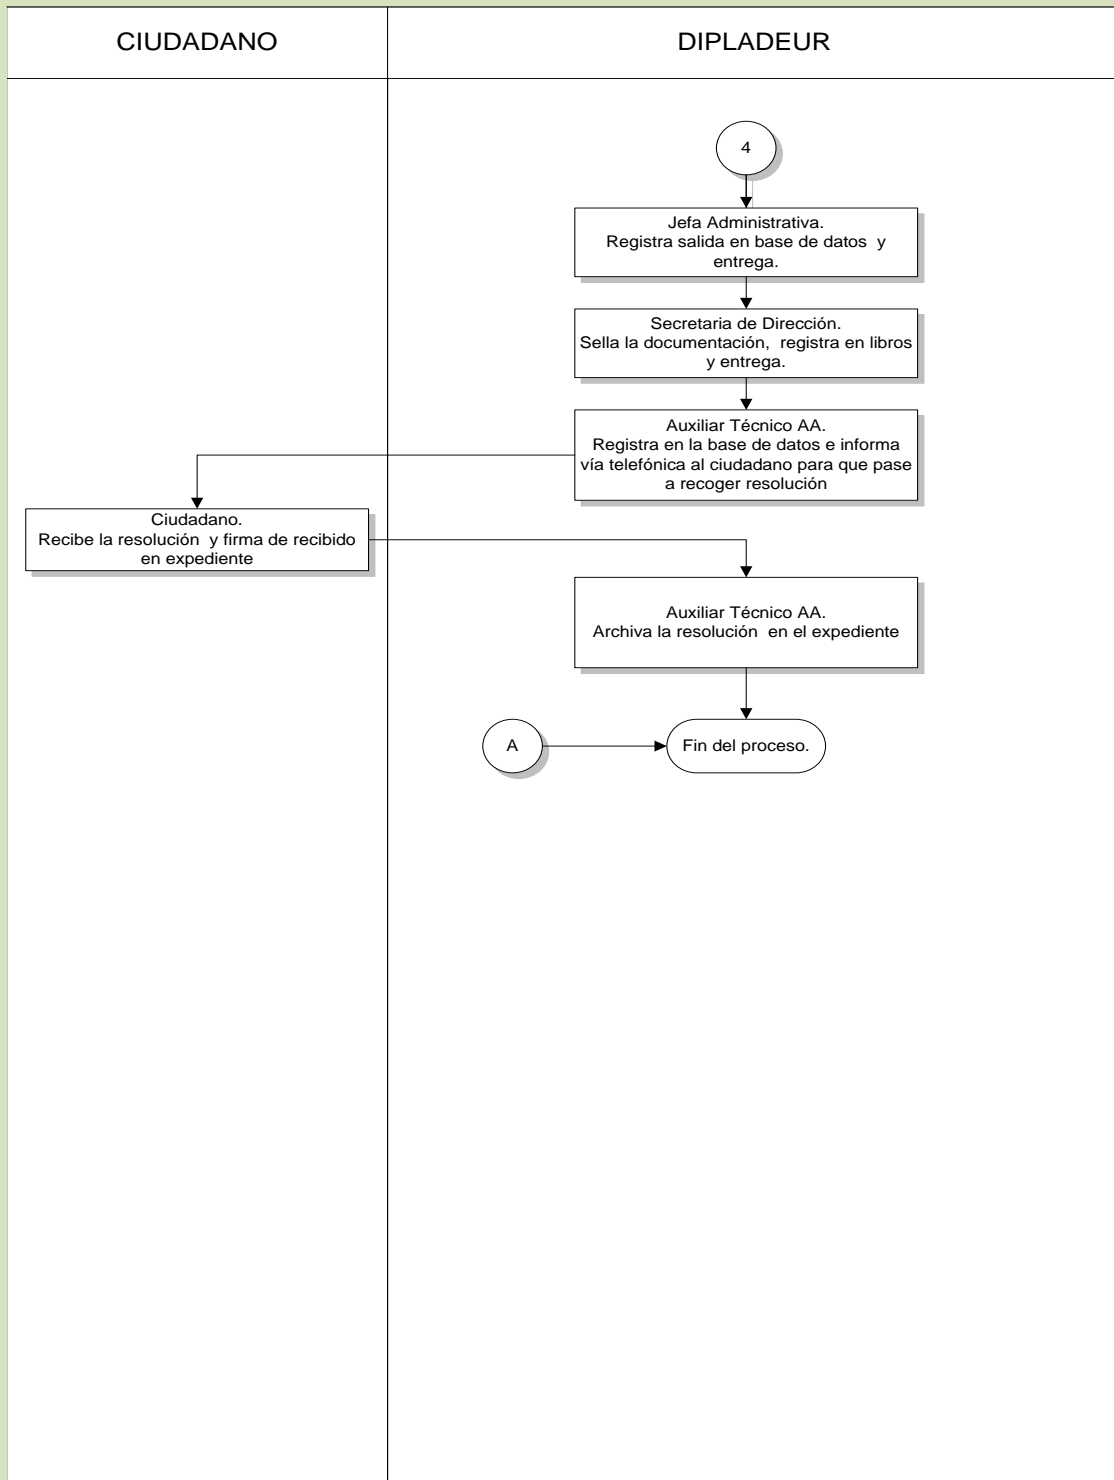 CIUDADANO
DIPLADEUR
4
Jefa Administrativa.
Registra salida en base de datos y
entrega.
Secretaria de Dirección.
Sella la documentación, registra en libros
y entrega.
Auxiliar Técnico AA.
Registra en la base de datos e informa
vía telefónica al ciudadano para que pase
a recoger resolución
Ciudadano.
Recibe la resolución y firma de recibido
en expediente
Auxiliar Técnico AA.
Archiva la resolución en el expediente
A
Fin del proceso.